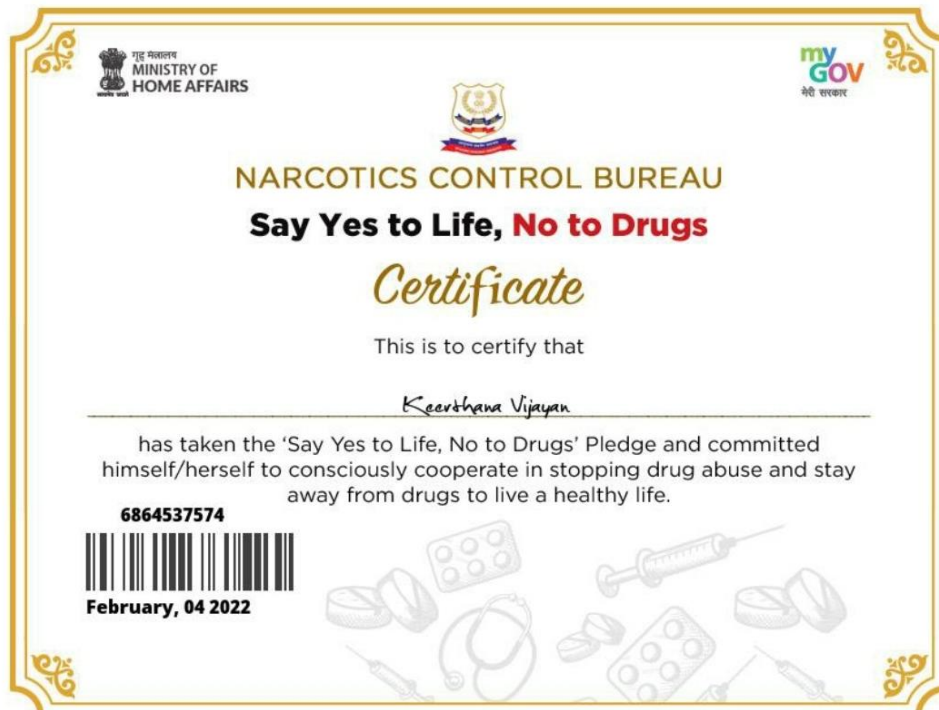 गृह मंत्रालय
MINISTRY OF
HOME AFFAIRS
my
GOV
मेरी सरकार
NARCOTICS CONTROL BUREAU
Say Yes to Life, No to Drugs
Certificate
This is to certify that
Keerthana Vijayan
has taken the ‘Say Yes to Life, No to Drugs’ Pledge and committed
himself/herself to consciously cooperate in stopping drug abuse and stay
away from drugs to live a healthy life.
6864537574
February, 04 2022